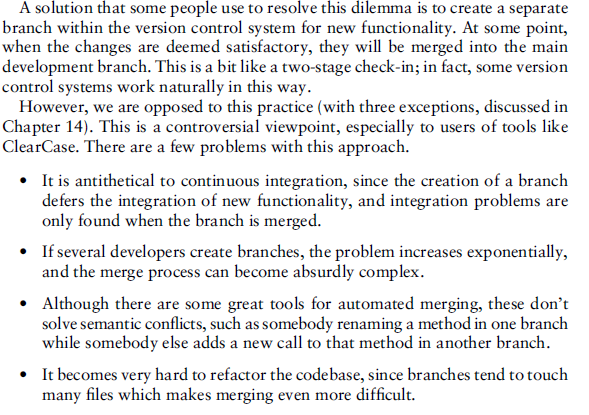 A solution that some people use to resolve this dilemma is to create a separate
branch within the version control system for new functionality. At some point,
when the changes are deemed satisfactory, they will be merged into the main
development branch. This is a bit like a two-stage check-in; in fact, some version
control systems work naturally in this way.
However, we are opposed to this practice (with three exceptions, discussed in
Chapter 14). This is a controversial viewpoint, especially to users of tools like
ClearCase. There are a few problems with this approach.
• It is antithetical to continuous integration, since the creation of a branch
defers the integration of new functionality, and integration problems are
only found when the branch is merged.
• If several developers create branches, the problem increases exponentially,
and the merge process can become absurdly complex.
• Although there are some great tools for automated merging, these don’t
solve semantic conflicts, such as somebody renaming a method in one branch
while somebody else adds a new call to that method in another branch.
• It becomes very hard to refactor the codebase, since branches tend to touch
many files which makes merging even more difficult.